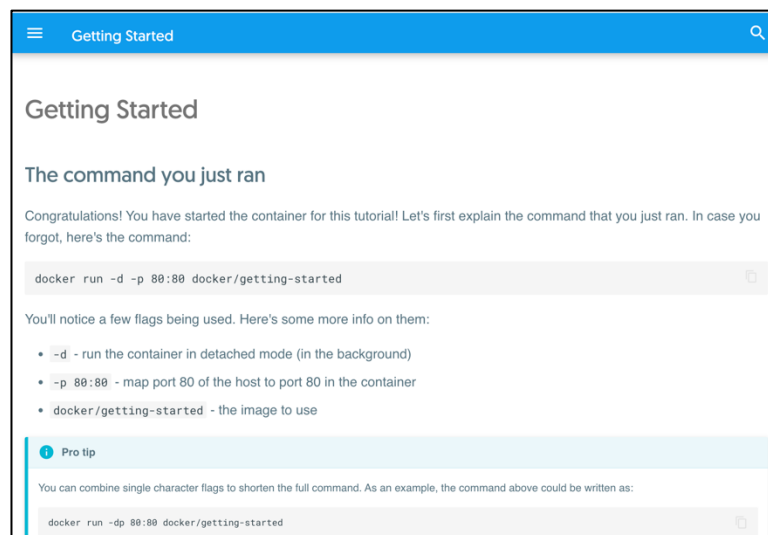 Getting Started
Getting Started
The command you just ran
Congratulations! You have started the container for this tutorial! Let's first explain the command that you just ran. In case you
forgot, here's the command:
docker run -d -p 80:80 docker/getting-started
You'll notice a few flags being used. Here's some more info on them:
• -d - run the container in detached mode (in the background)
• -p 80:80 - map port 80 of the host to port 80 in the container
• docker/getting-started - the image to use
Pro tip
You can combine single character flags to shorten the full command. As an example, the command above could be written as:
docker run -dp 80:80 docker/getting-started